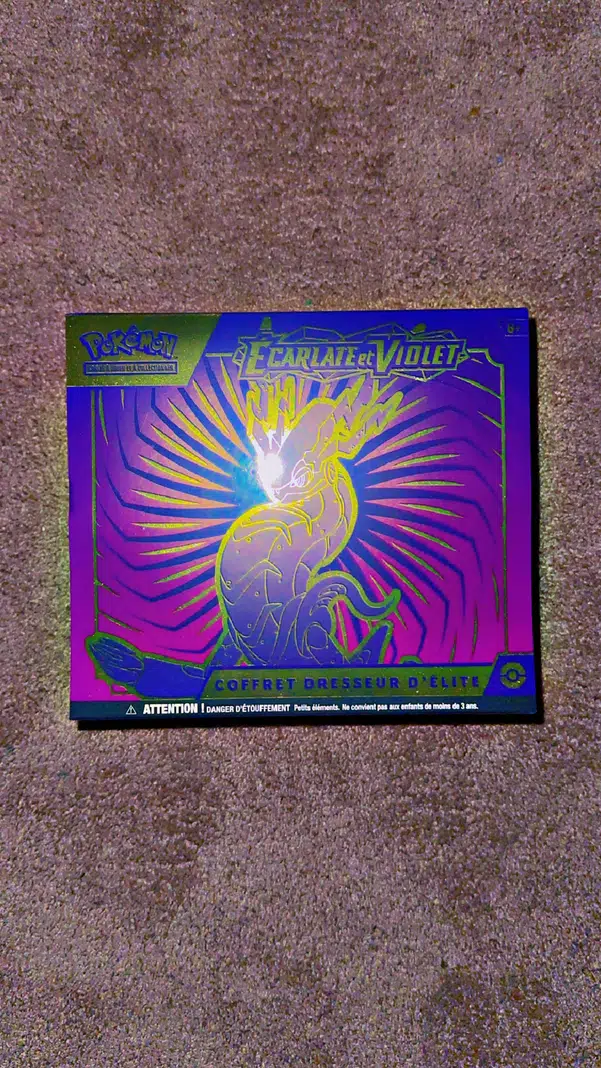 POKéMON
ÉCARLATE et VIOLET
COFFRET DRESSEUR D'ÉLITE
ATTENTION ! DANGER D'ÉTOUFFEMENT Petits éléments. Ne convient pas aux enfants de moins de 3 ans.